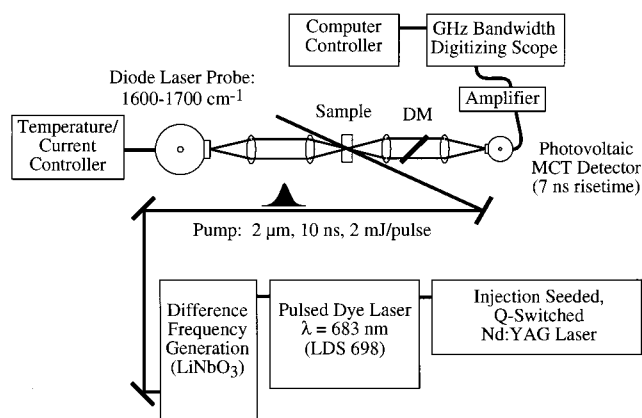 Computer
Controller
GHz Bandwidth
Digitizing Scope
Diode Laser Probe:
1600-1700 cm⁻¹
Sample
DM
Amplifier
Temperature/
Current
Controller
Photovoltaic
MCT Detector
(7 ns risetime)
Pump: 2 μm, 10 ns, 2 mJ/pulse
Difference
Frequency
Generation
(LiNbO₃)
Pulsed Dye Laser
λ = 683 nm
(LDS 698)
Injection Seeded,
Q-Switched
Nd:YAG Laser